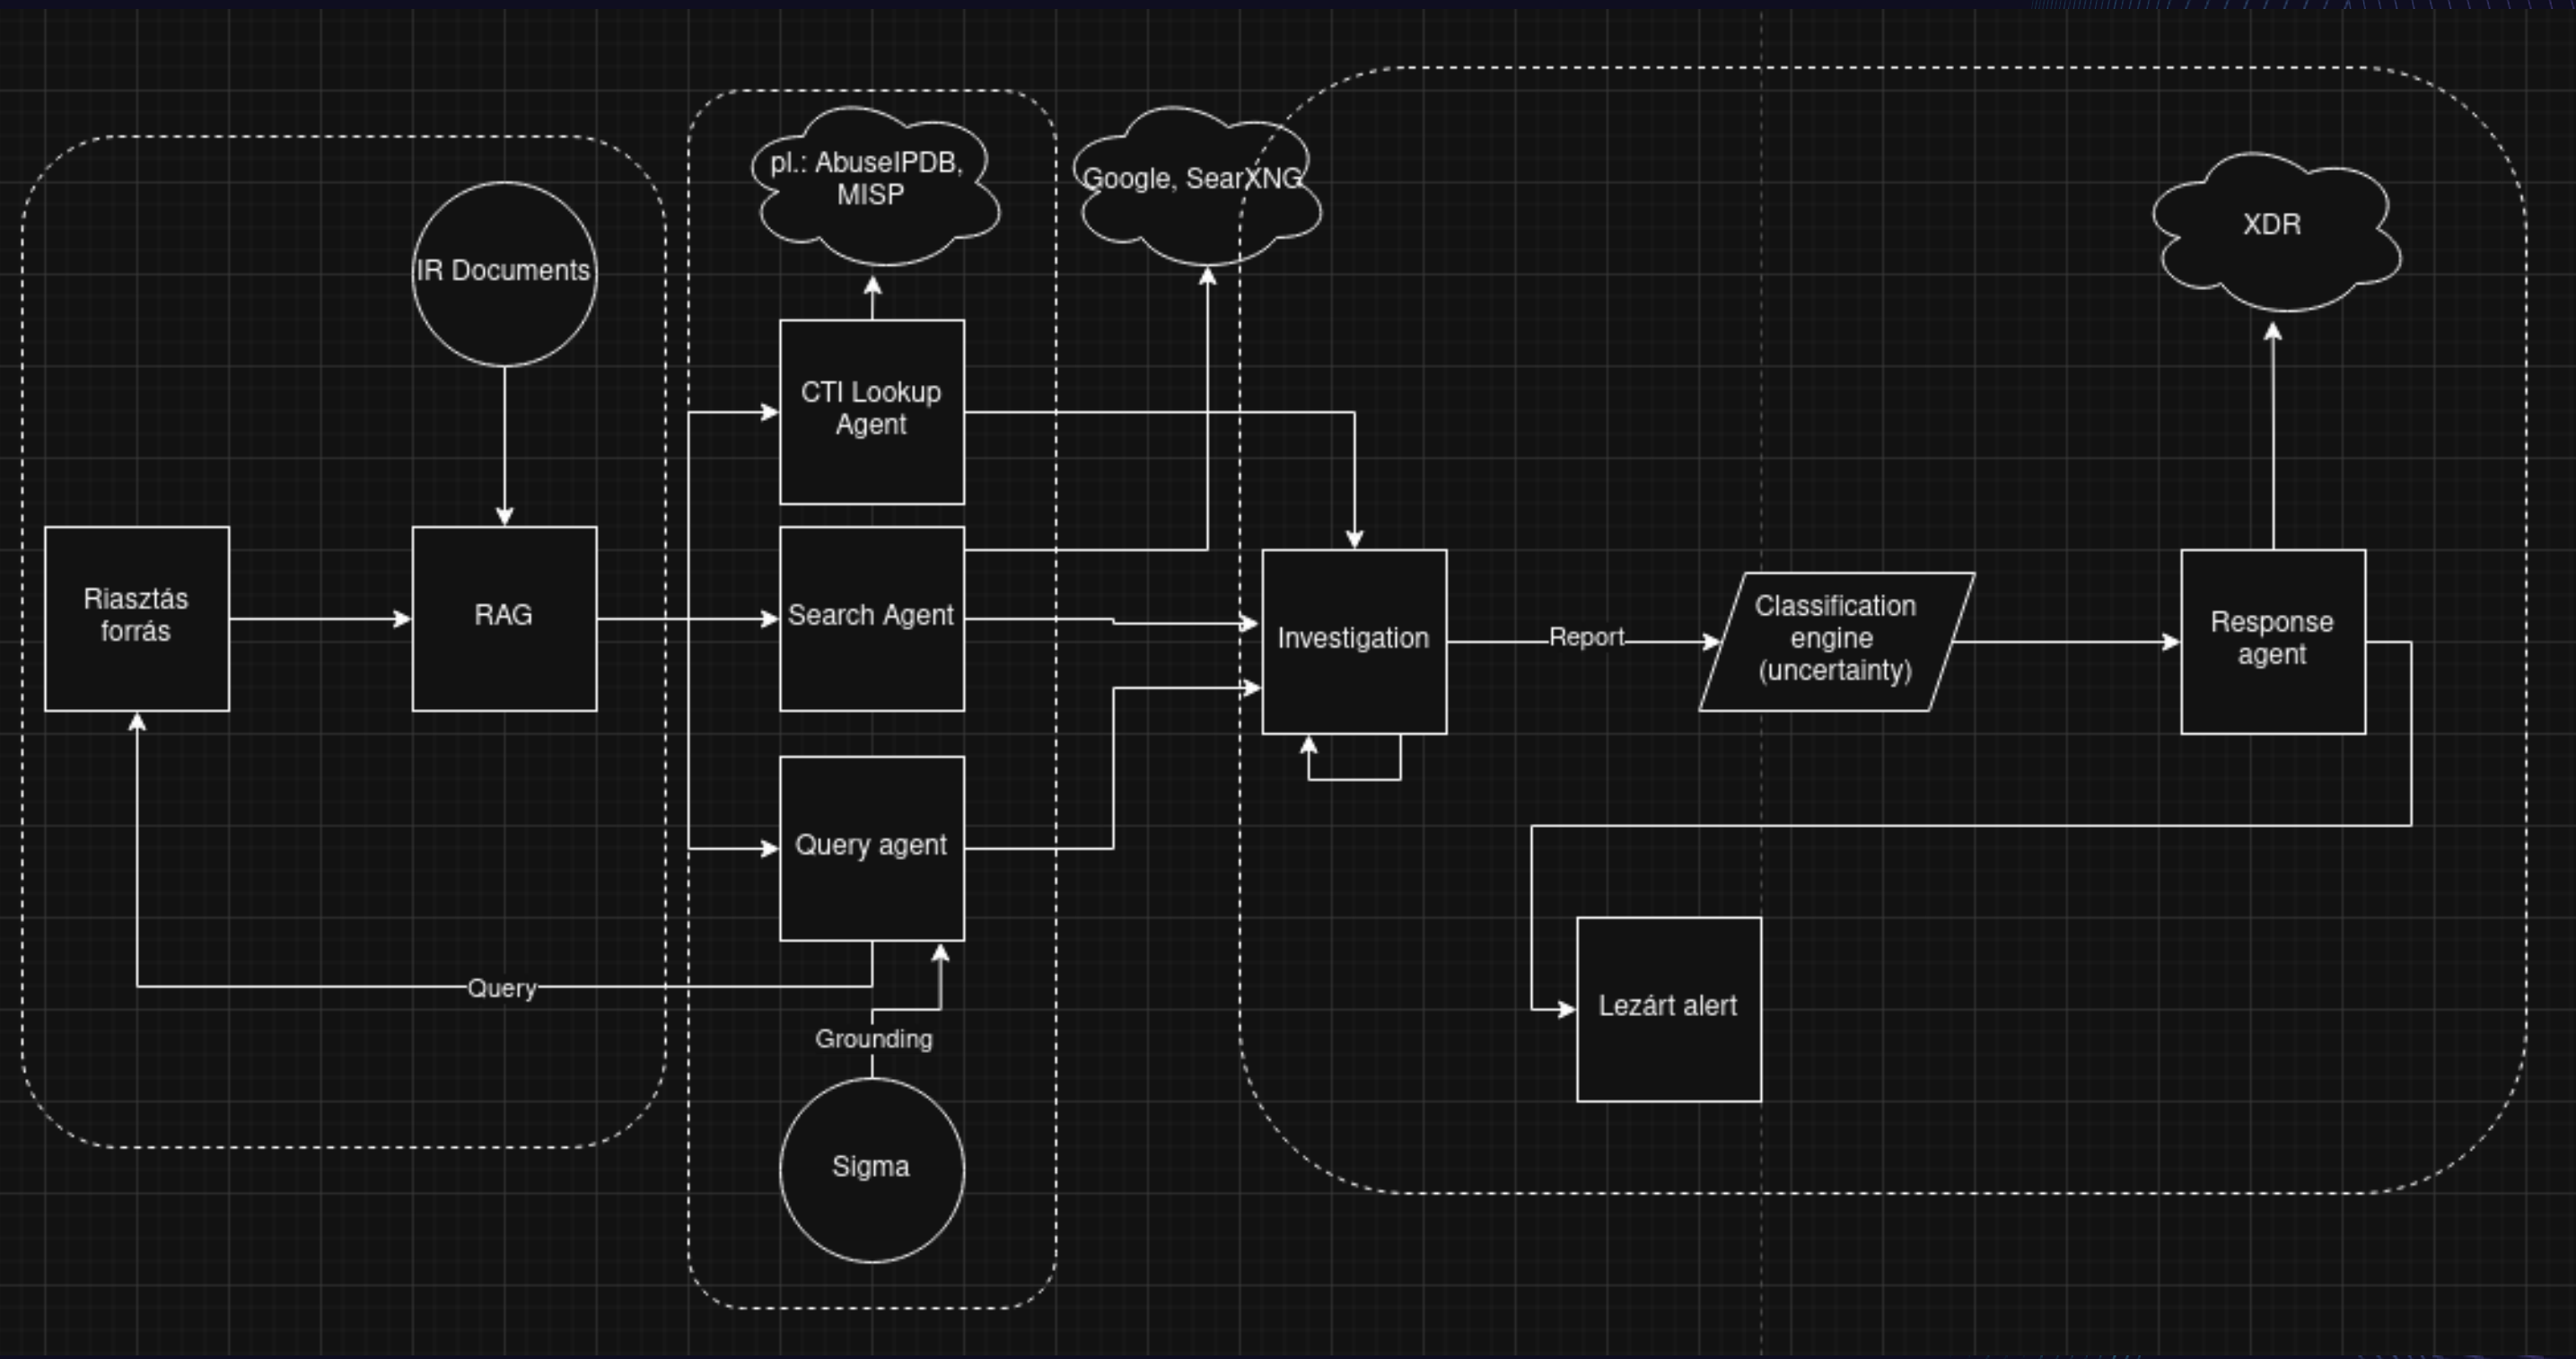 pl.: AbuseIPDB,
MISP
Google, SearXNG
XDR
IR Documents
CTI Lookup
Agent
Riasztás
forrás
RAG
Search Agent
Investigation
Report
Classification
engine
(uncertainty)
Response
agent
Query agent
Query
Grounding
Lezárt alert
Sigma